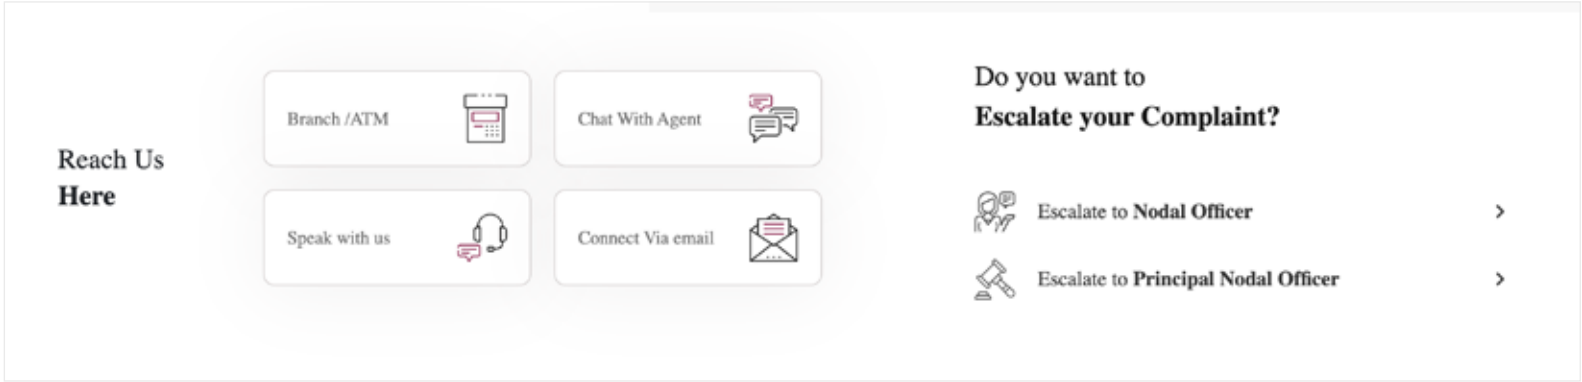 Reach Us
Here
Branch /ATM
Chat With Agent
Speak with us
Connect Via email
Do you want to
Escalate your Complaint?
Escalate to Nodal Officer
Escalate to Principal Nodal Officer